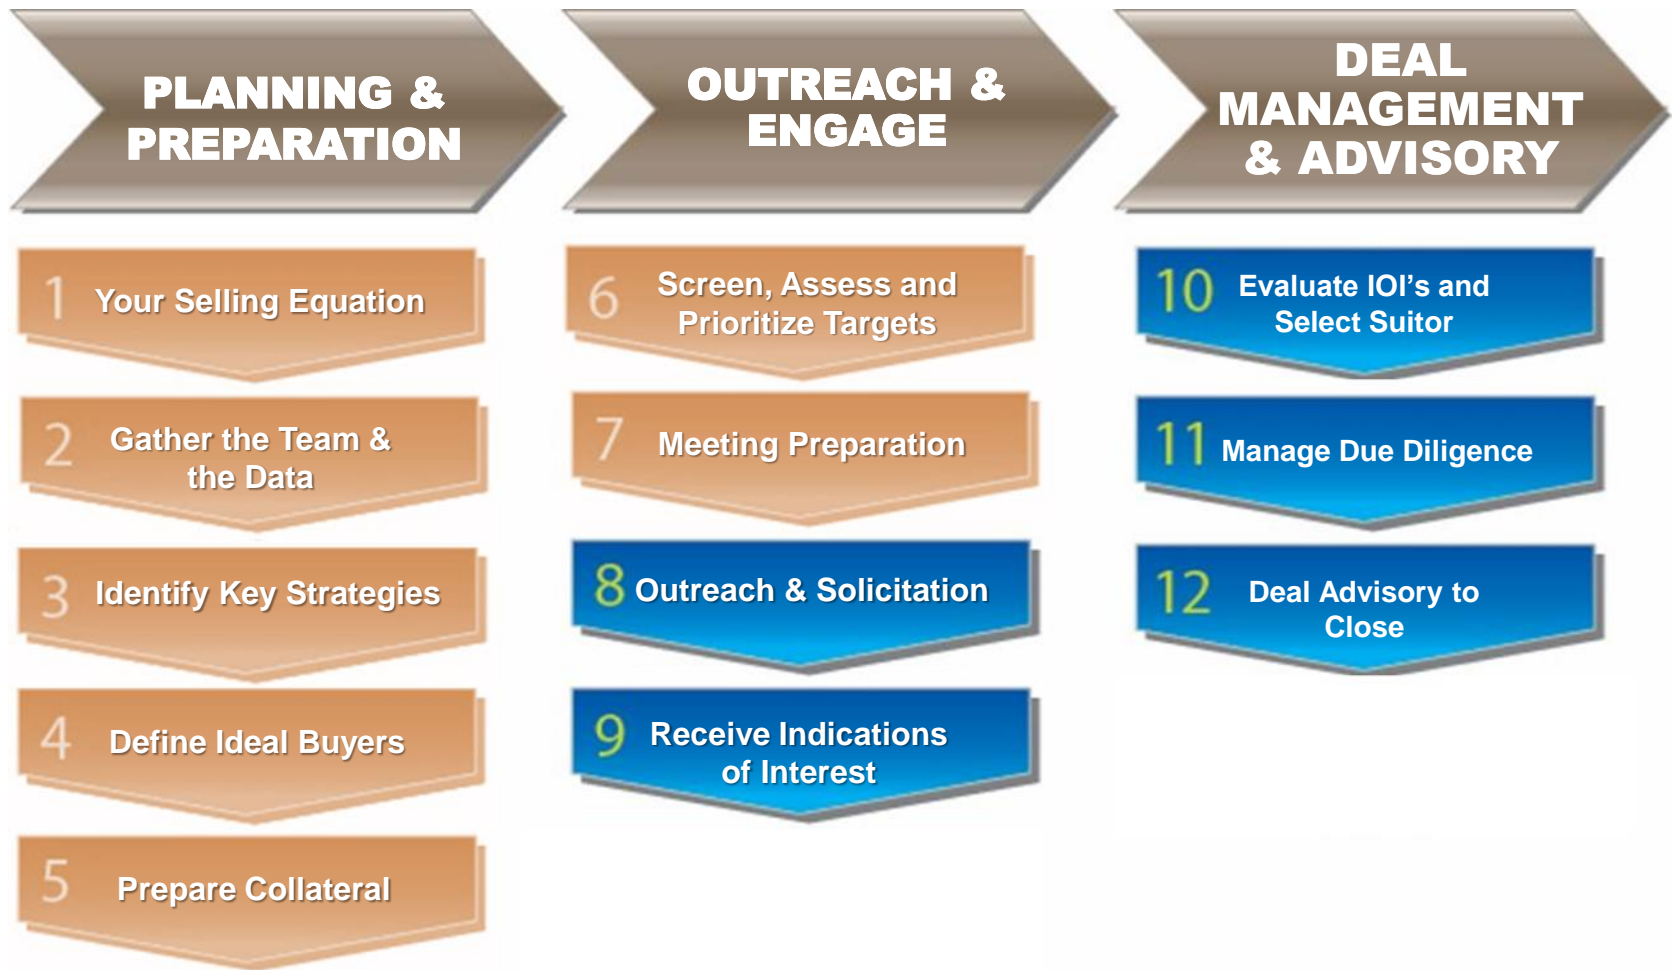 PLANNING &
PREPARATION
1 Your Selling Equation
2 Gather the Team &
the Data
3 Identify Key Strategies
4 Define Ideal Buyers
5 Prepare Collateral
OUTREACH &
ENGAGE
6 Screen, Assess and
Prioritize Targets
7 Meeting Preparation
8 Outreach & Solicitation
9 Receive Indications
of Interest
DEAL
MANAGEMENT
& ADVISORY
10 Evaluate IOI's and
Select Suitor
11 Manage Due Diligence
12 Deal Advisory to
Close